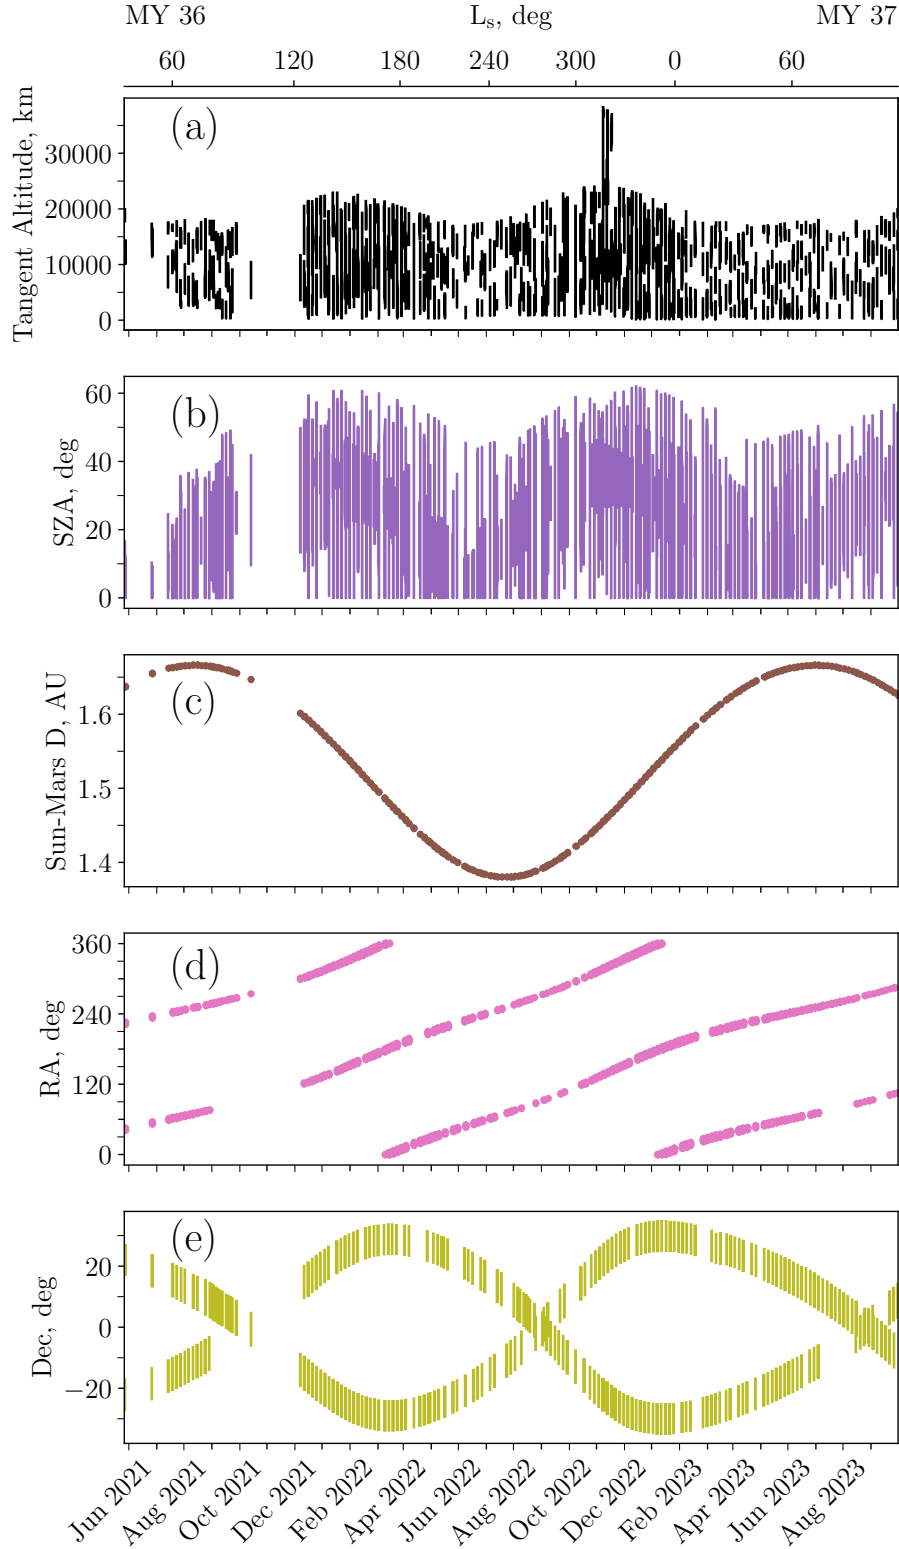 MY 36 Ls, deg MY 37
60 120 180 240 300 0 60
(a)
Tangent Altitude, km
30000
20000
10000
0
(b)
SZA, deg
60
40
20
0
(c)
Sun-Mars D, AU
1.6
1.5
1.4
(d)
RA, deg
360
240
120
0
(e)
Dec, deg
20
0
−20
Jun 2021
Aug 2021
Oct 2021
Dec 2021
Feb 2022
Apr 2022
Jun 2022
Aug 2022
Oct 2022
Dec 2022
Feb 2023
Apr 2023
Jun 2023
Aug 2023